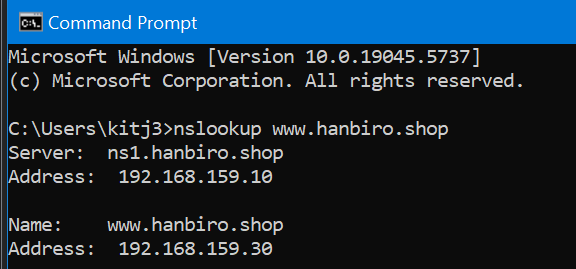 Command Prompt
Microsoft Windows [Version 10.0.19045.5737]
(c) Microsoft Corporation. All rights reserved.
C:\Users\kitj3>nslookup www.hanbiro.shop
Server:  ns1.hanbiro.shop
Address:  192.168.159.10
Name:    www.hanbiro.shop
Address:  192.168.159.30